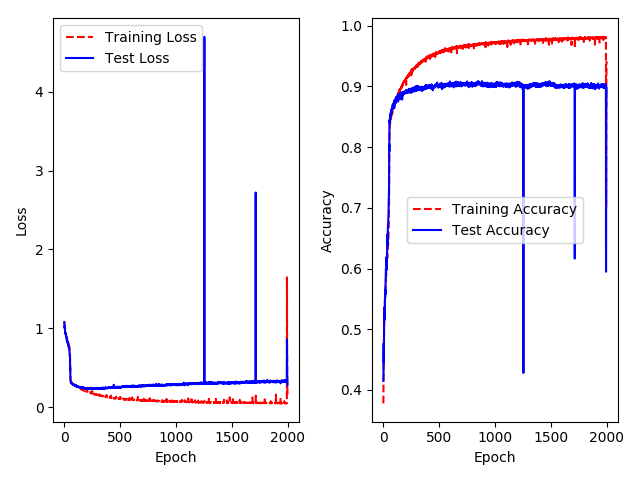 Training Loss
Test Loss
Loss
4
3
2
1
0
0 500 1000 1500 2000
Epoch
Accuracy
1.0
0.9
0.8
0.7
0.6
0.5
0.4
Training Accuracy
Test Accuracy
0 500 1000 1500 2000
Epoch